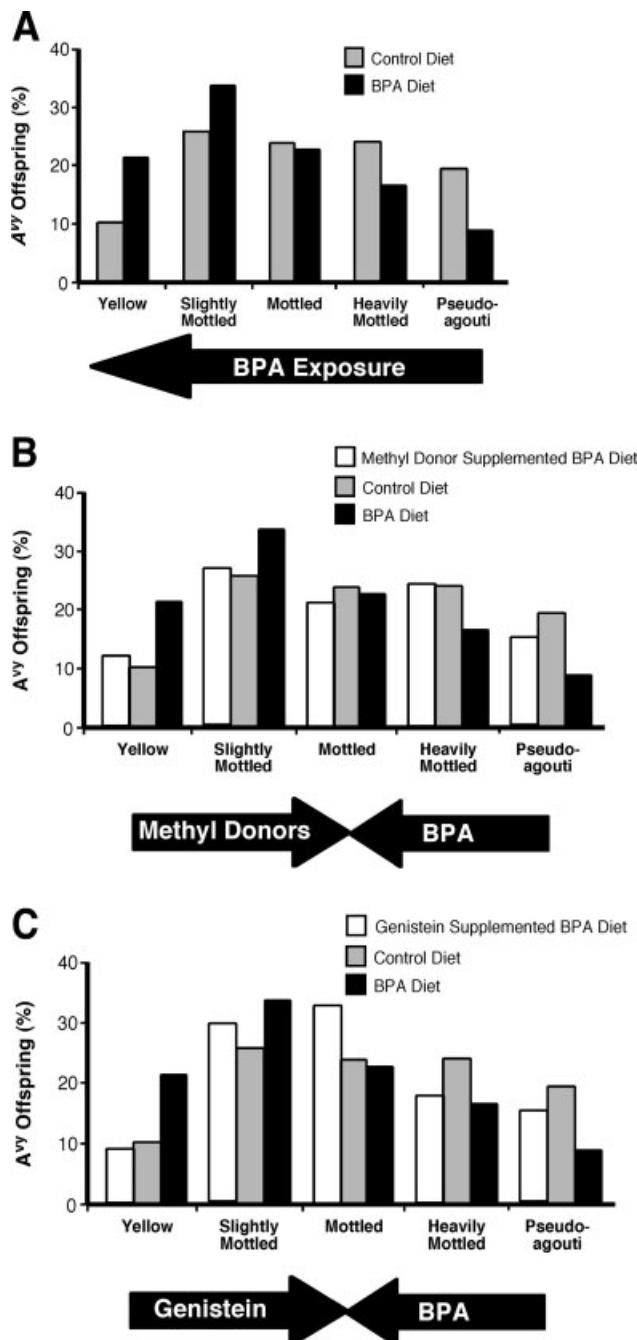 A
40
30
20
10
0
Aᵛʸ Offspring (%)
Control Diet
BPA Diet
Yellow
Slightly
Mottled
Mottled
Heavily
Mottled
Pseudo-
agouti
BPA Exposure
B
Methyl Donor Supplemented BPA Diet
Control Diet
BPA Diet
40
30
20
10
0
Aᵛʸ Offspring (%)
Yellow
Slightly
Mottled
Mottled
Heavily
Mottled
Pseudo-
agouti
Methyl Donors
BPA
C
Genistein Supplemented BPA Diet
Control Diet
BPA Diet
40
30
20
10
0
Aᵛʸ Offspring (%)
Yellow
Slightly
Mottled
Mottled
Heavily
Mottled
Pseudo-
agouti
Genistein
BPA